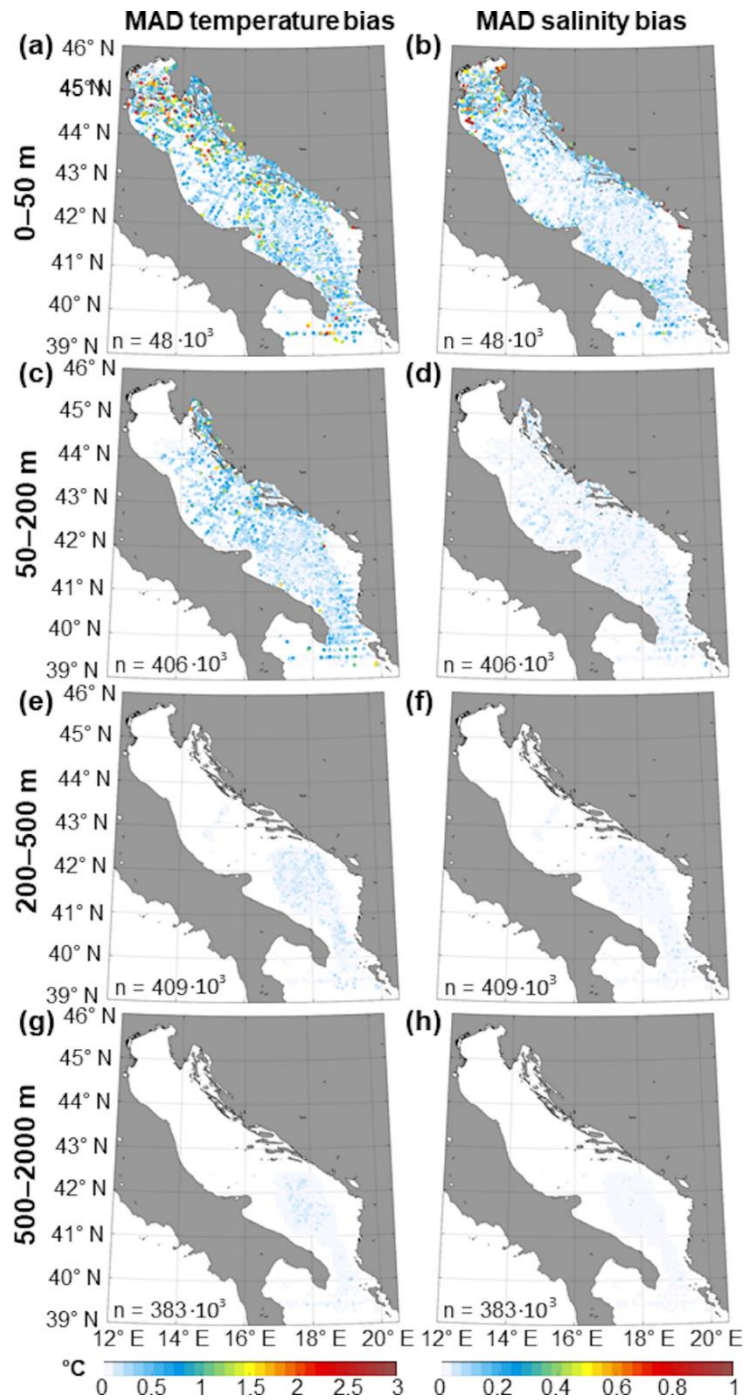 MAD temperature bias MAD salinity bias
(a) (b)
46° N
45° N
44° N
43° N
42° N
41° N
40° N
39° N
0–50 m
n = 48·10³ n = 48·10³
(c) (d)
46° N
45° N
44° N
43° N
42° N
41° N
40° N
39° N
50–200 m
n = 406·10³ n = 406·10³
(e) (f)
46° N
45° N
44° N
43° N
42° N
41° N
40° N
39° N
200–500 m
n = 409·10³ n = 409·10³
(g) (h)
46° N
45° N
44° N
43° N
42° N
41° N
40° N
39° N
500–2000 m
n = 383·10³ n = 383·10³
12° E 14° E 16° E 18° E 20° E 12° E 14° E 16° E 18° E 20° E
°C
0 0.5 1 1.5 2 2.5 3 0 0.2 0.4 0.6 0.8 1